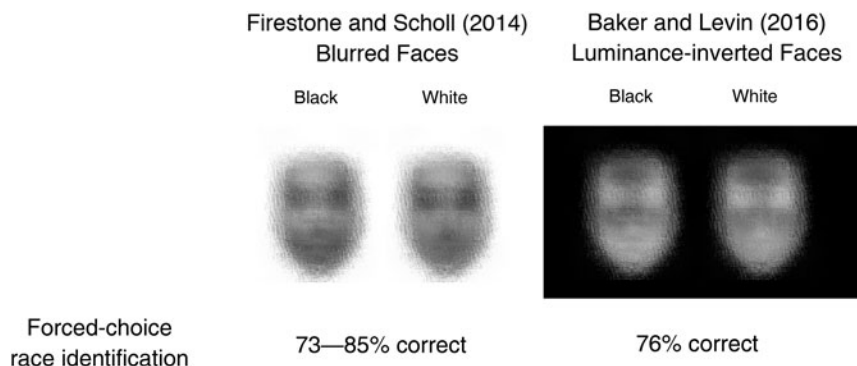 Firestone and Scholl (2014)
Blurred Faces
Baker and Levin (2016)
Luminance-inverted Faces
Black
White
Black
White
Forced-choice
race identification
73—85% correct
76% correct